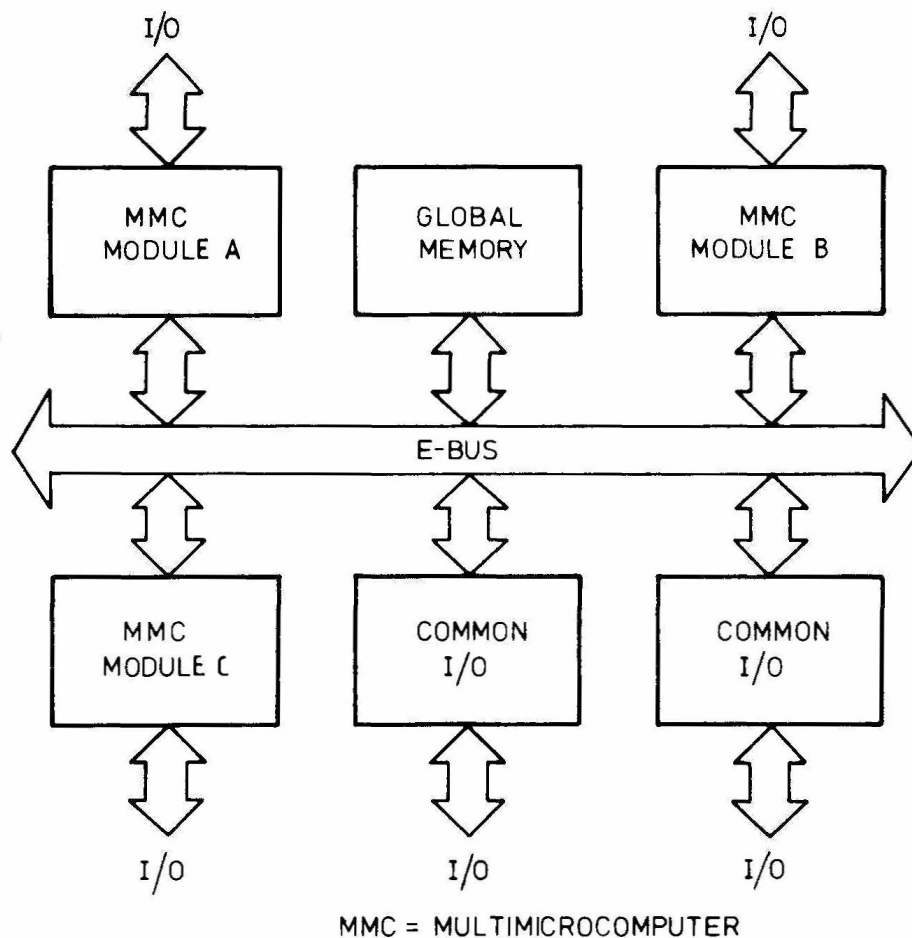 I/O
I/O
MMC
MODULE A
GLOBAL
MEMORY
MMC
MODULE B
E-BUS
MMC
MODULE C
COMMON
I/O
COMMON
I/O
I/O
I/O
I/O
MMC = MULTIMICROCOMPUTER